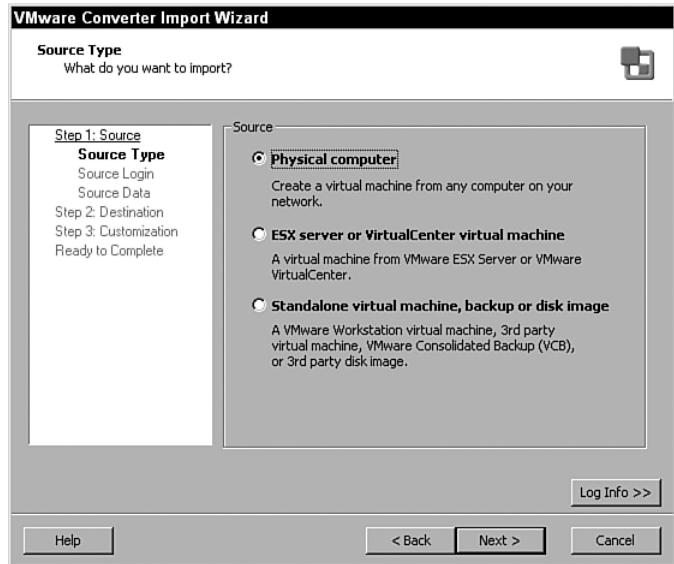 VMware Converter Import Wizard
Source Type
What do you want to import?
Step 1: Source
Source Type
Source Login
Source Data
Step 2: Destination
Step 3: Customization
Ready to Complete
Source
Physical computer
Create a virtual machine from any computer on your
network.
ESX server or VirtualCenter virtual machine
A virtual machine from VMware ESX Server or VMware
VirtualCenter.
Standalone virtual machine, backup or disk image
A VMware Workstation virtual machine, 3rd party
virtual machine, VMware Consolidated Backup (VCB),
or 3rd party disk image.
Log Info >>
Help
< Back
Next >
Cancel